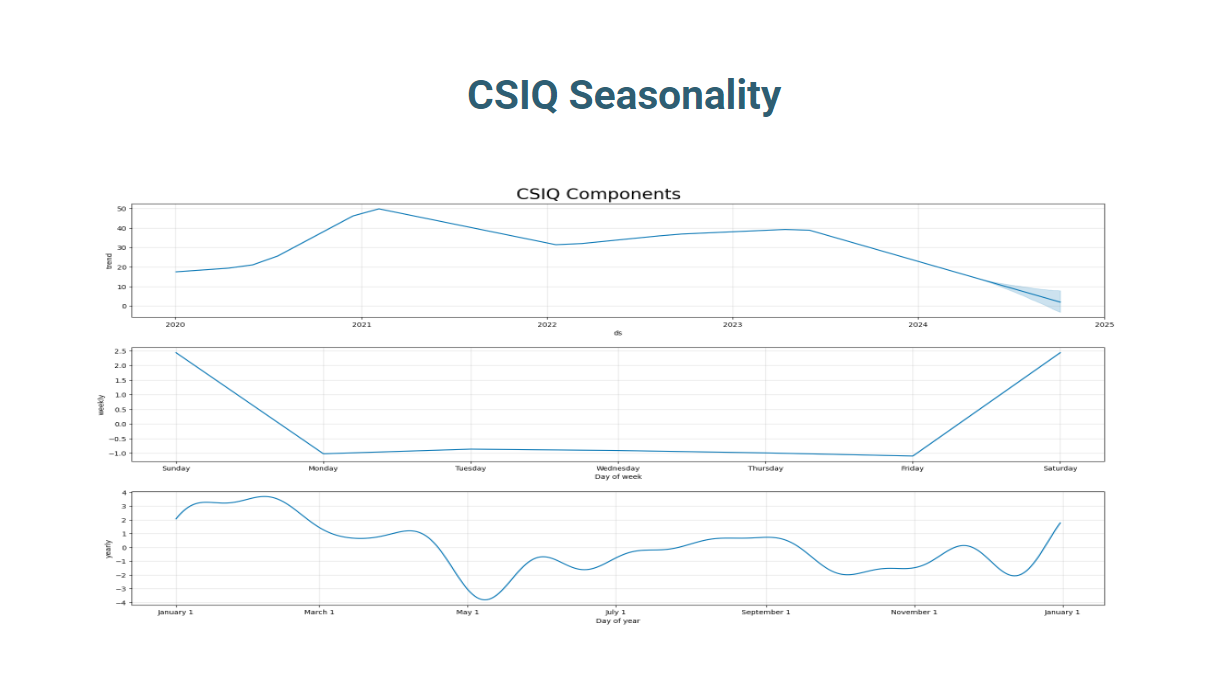 CSIQ Seasonality
CSIQ Components
trend
50
40
30
20
10
0
2020 2021 2022 2023 2024 2025
ds
weekly
2.5
2.0
1.5
1.0
0.5
0.0
−0.5
−1.0
Sunday Monday Tuesday Wednesday Thursday Friday Saturday
Day of week
yearly
4
3
2
1
0
−1
−2
−3
−4
January 1 March 1 May 1 July 1 September 1 November 1 January 1
Day of year